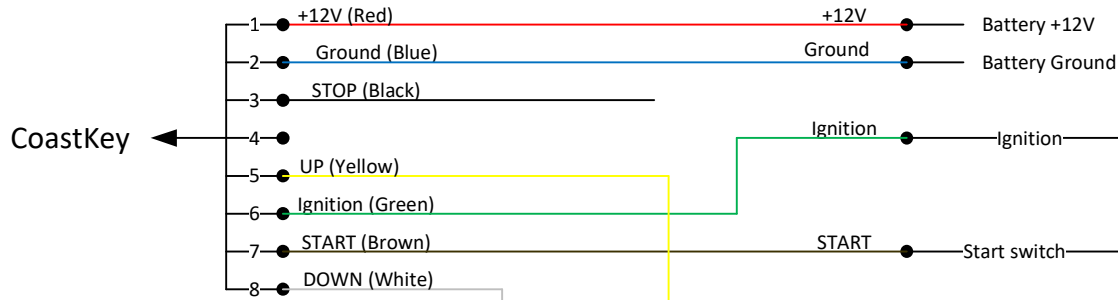 1 +12V (Red) +12V Battery +12V
2 Ground (Blue) Ground Battery Ground
3 STOP (Black)
CoastKey 4 Ignition Ignition
5 UP (Yellow)
6 Ignition (Green)
7 START (Brown) START Start switch
8 DOWN (White)